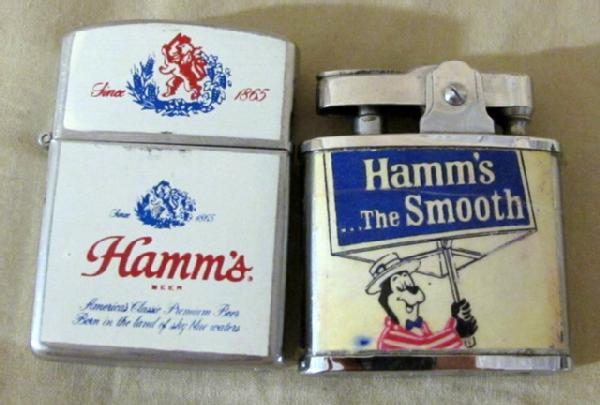 Since 1865
Since 1865
Hamm's
BEER
America's Classic Premium Beer
Born in the land of sky blue waters
Hamm's
...The Smooth